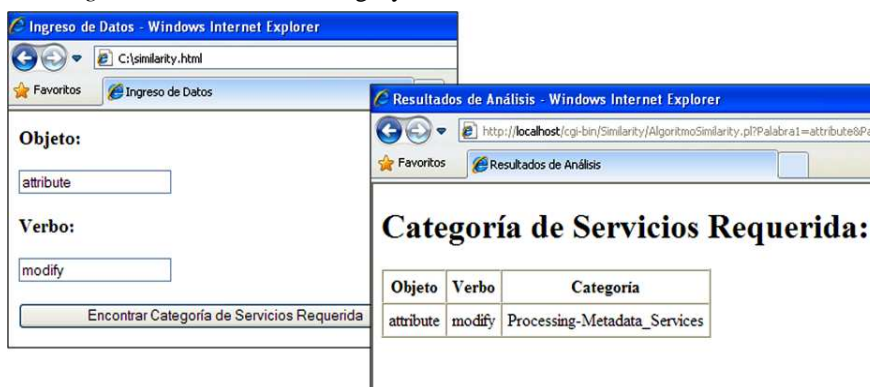 Ingreso de Datos - Windows Internet Explorer
C:\similarity.html
Favoritos
Ingreso de Datos
Objeto:
attribute
Verbo:
modify
Encontrar Categoría de Servicios Requerida
Resultados de Análisis - Windows Internet Explorer
http://localhost/cgi-bin/Similarity/AlgoritmoSimilarity.pl?Palabra1=attribute&Pa
Favoritos
Resultados de Análisis
Categoría de Servicios Requerida:
Objeto Verbo Categoría
attribute modify Processing-Metadata_Services